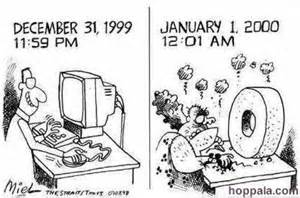 DECEMBER 31, 1999
11:59 PM
JANUARY 1, 2000
12:01 AM
Miel
THE STRAITS TIMES
hoppala.com